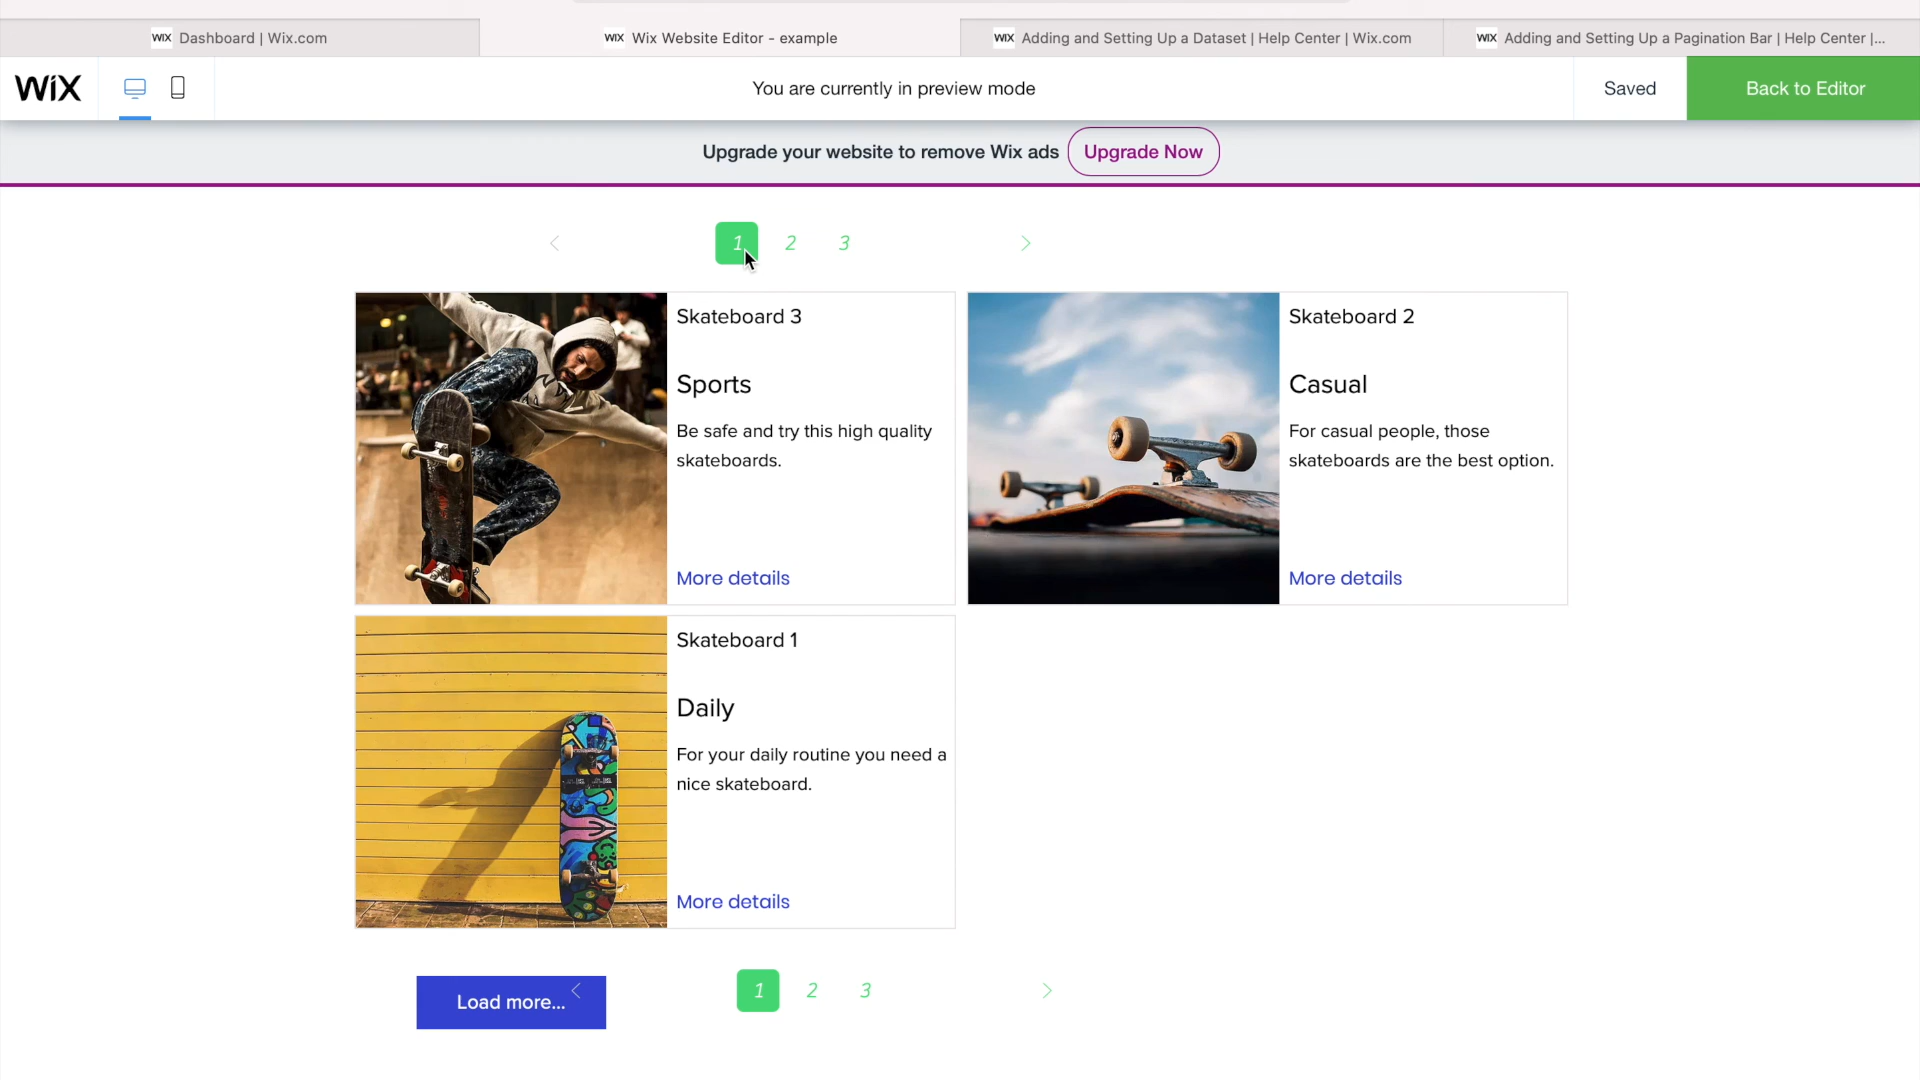 WiX Dashboard | Wix.com
WiX Wix Website Editor - example
WiX Adding and Setting Up a Dataset | Help Center | Wix.com
WiX Adding and Setting Up a Pagination Bar | Help Center |...
WiX
You are currently in preview mode
Saved
Back to Editor
Upgrade your website to remove Wix ads
Upgrade Now
< 1 2 3 >
Skateboard 3
Sports
Be safe and try this high quality
skateboards.
More details
Skateboard 2
Casual
For casual people, those
skateboards are the best option.
More details
Skateboard 1
Daily
For your daily routine you need a
nice skateboard.
More details
Load more...
< 1 2 3 >